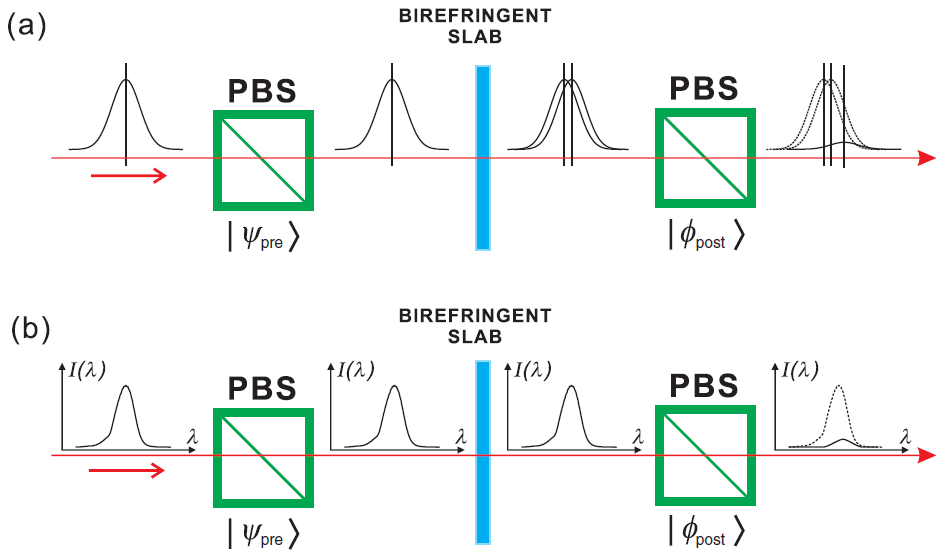 (a)
BIREFRINGENT
SLAB
PBS
PBS
| ψpre ⟩
| ϕpost ⟩
(b)
BIREFRINGENT
SLAB
I(λ)
PBS
I(λ)
I(λ)
PBS
I(λ)
λ
λ
λ
λ
| ψpre ⟩
| ϕpost ⟩